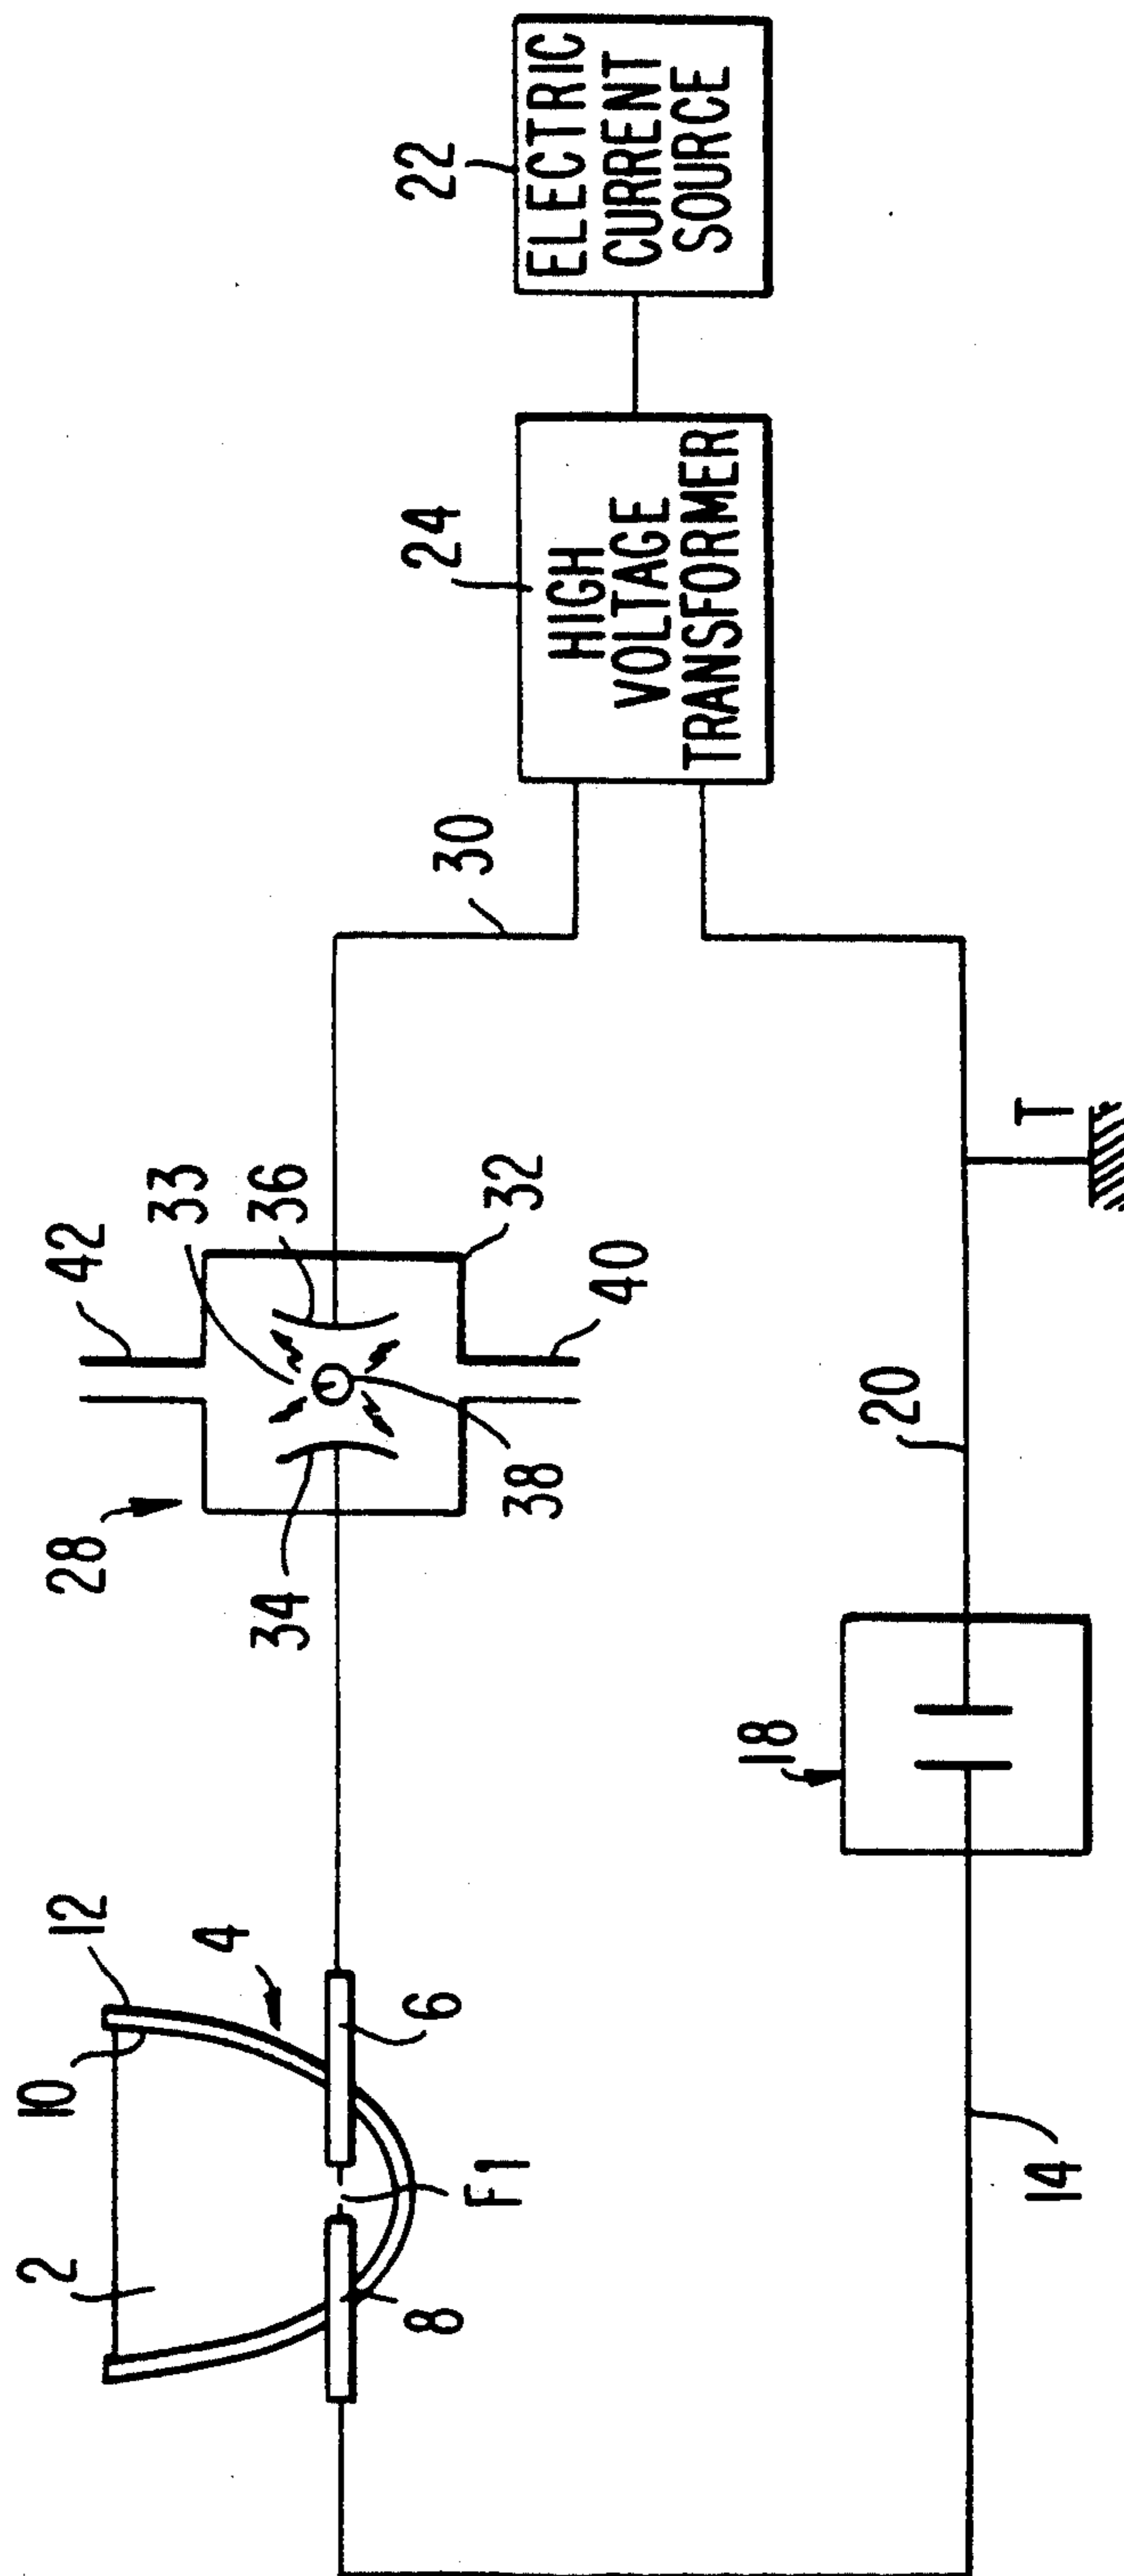 42
33
36
32
28
34
38
40
30
24
HIGH
VOLTAGE
TRANSFORMER
22
ELECTRIC
CURRENT
SOURCE
2
10
12
4
6
8
F1
18
20
T
14